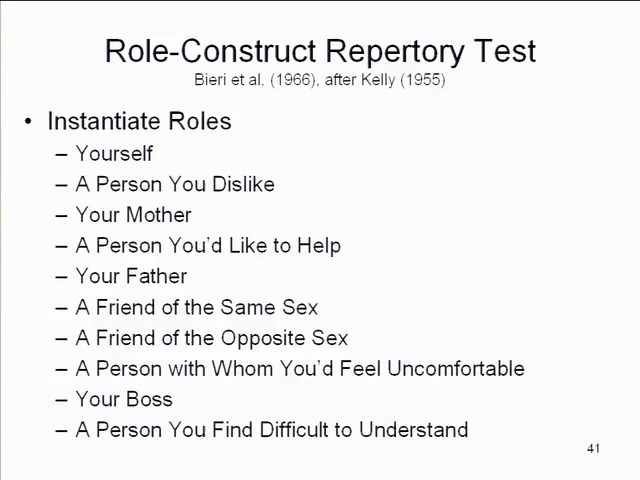 Role-Construct Repertory Test
Bieri et al. (1966), after Kelly (1955)
• Instantiate Roles
– Yourself
– A Person You Dislike
– Your Mother
– A Person You'd Like to Help
– Your Father
– A Friend of the Same Sex
– A Friend of the Opposite Sex
– A Person with Whom You'd Feel Uncomfortable
– Your Boss
– A Person You Find Difficult to Understand
41